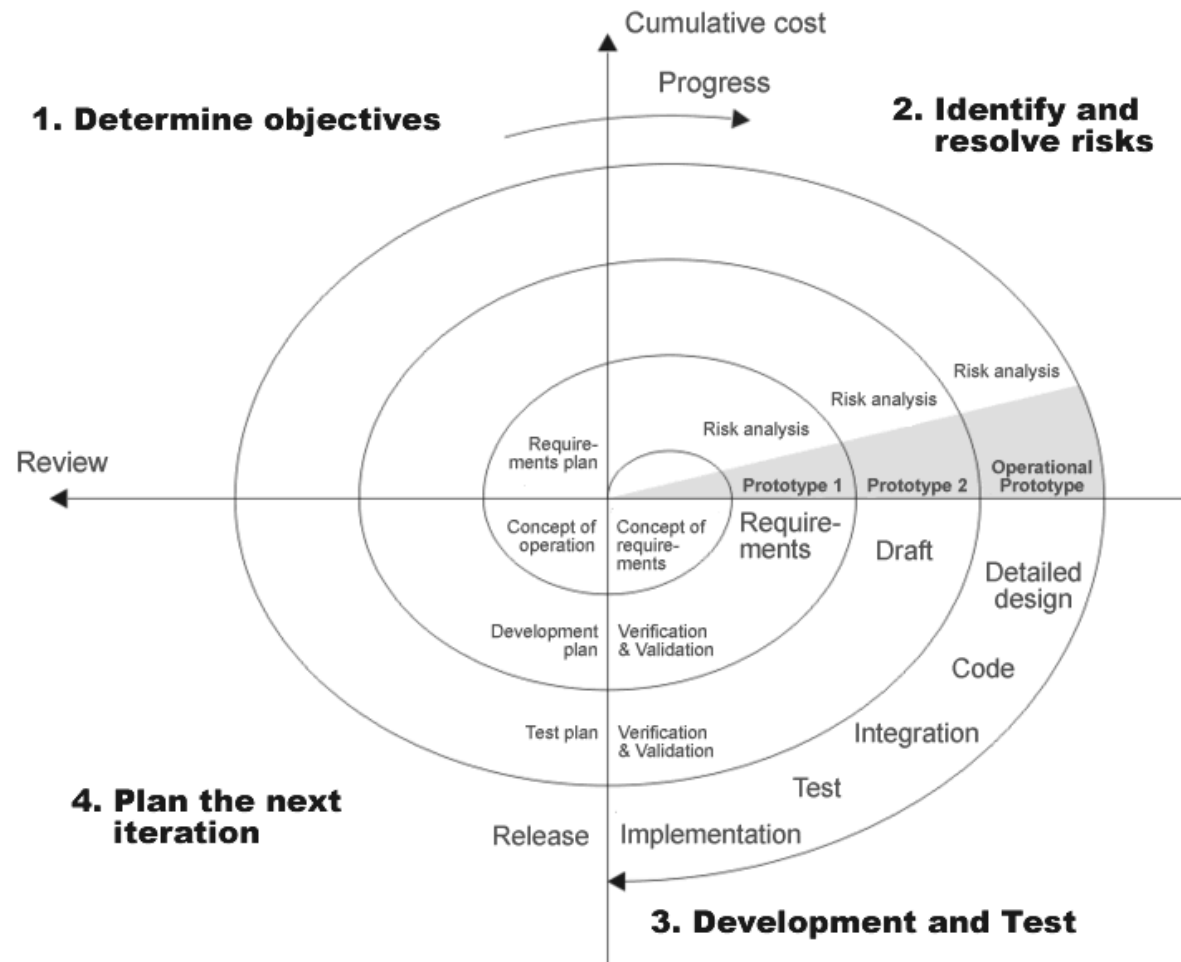 Cumulative cost
Progress
1. Determine objectives
2. Identify and
resolve risks
Risk analysis
Risk analysis
Risk analysis
Require-
ments plan
Review
Prototype 1
Prototype 2
Operational
Prototype
Concept of
operation
Concept of
require-
ments
Require-
ments
Draft
Detailed
design
Development
plan
Verification
& Validation
Code
Test plan
Verification
& Validation
Integration
Test
4. Plan the next
iteration
Release
Implementation
3. Development and Test